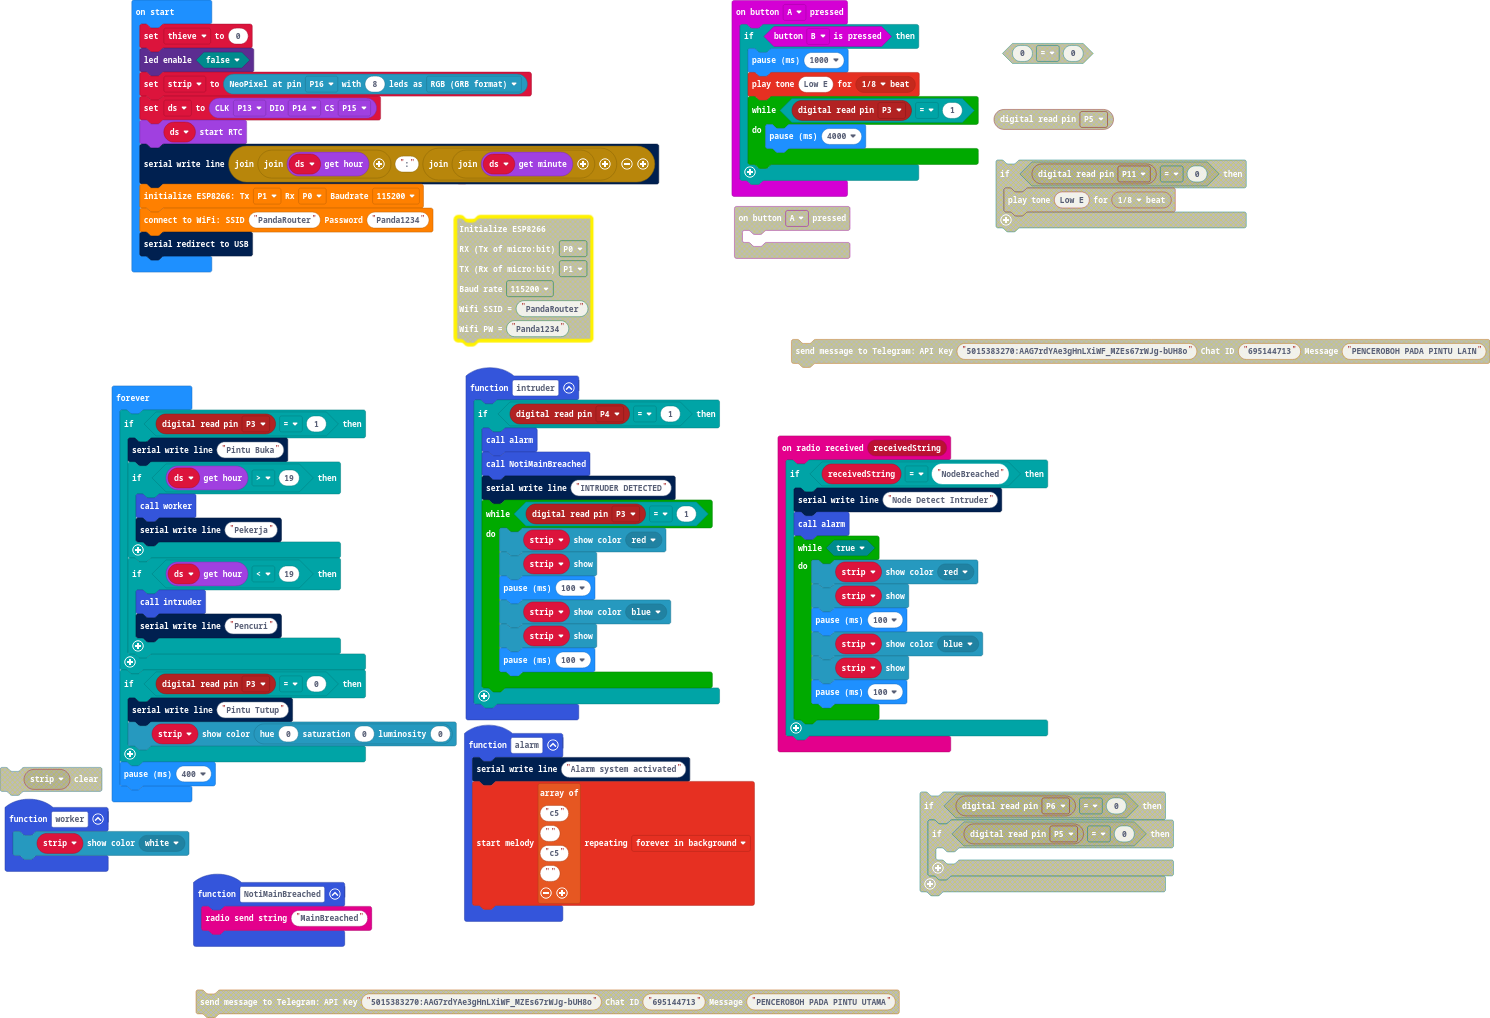 on start
set thieve to 0
led enable false
set strip to NeoPixel at pin P16 with 8 leds as RGB (GRB format)
set ds to CLK P13 DIO P14 CS P15
ds start RTC
serial write line join join ds get hour ":" join join ds get minute
initialize ESP8266: Tx P1 Rx P0 Baudrate 115200
connect to WiFi: SSID "PandaRouter" Password "Panda1234"
serial redirect to USB
Initialize ESP8266
RX (Tx of micro:bit) P0
TX (Rx of micro:bit) P1
Baud rate 115200
Wifi SSID = "PandaRouter"
Wifi PW = "Panda1234"
on button A pressed
if button B is pressed then
pause (ms) 1000
play tone Low E for 1/8 beat
while digital read pin P3 = 1
do pause (ms) 4000
on button A pressed
0 = 0
digital read pin P5
if digital read pin P11 = 0 then
play tone Low E for 1/8 beat
send message to Telegram: API Key "5015383270:AAG7rdYAe3gHnLXiWF_MZEs67rWJg-bUH8o" Chat ID "695144713" Message "PENCEROBOH PADA PINTU LAIN"
forever
if digital read pin P3 = 1 then
serial write line "Pintu Buka"
if ds get hour > 19 then
call worker
serial write line "Pekerja"
if ds get hour < 19 then
call intruder
serial write line "Pencuri"
if digital read pin P3 = 0 then
serial write line "Pintu Tutup"
strip show color hue 0 saturation 0 luminosity 0
pause (ms) 400
strip clear
function worker
strip show color white
function NotiMainBreached
radio send string "MainBreached"
function intruder
if digital read pin P4 = 1 then
call alarm
call NotiMainBreached
serial write line "INTRUDER DETECTED"
while digital read pin P3 = 1
do strip show color red
strip show
pause (ms) 100
strip show color blue
strip show
pause (ms) 100
function alarm
serial write line "Alarm system activated"
array of
"c5"
""
start melody "c5" repeating forever in background
""
on radio received receivedString
if receivedString = "NodeBreached" then
serial write line "Node Detect Intruder"
call alarm
while true
do strip show color red
strip show
pause (ms) 100
strip show color blue
strip show
pause (ms) 100
if digital read pin P6 = 0 then
if digital read pin P5 = 0 then
send message to Telegram: API Key "5015383270:AAG7rdYAe3gHnLXiWF_MZEs67rWJg-bUH8o" Chat ID "695144713" Message "PENCEROBOH PADA PINTU UTAMA"